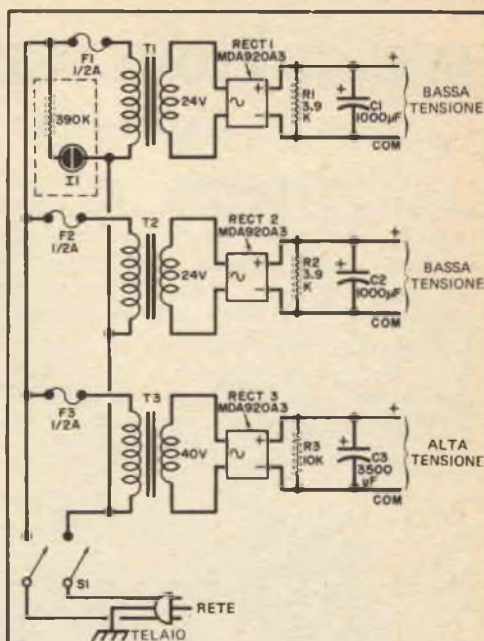 F1
1/2A
T1
RECT 1
MDA920A3
+
390K
24V
+
-
R1
3.9
K
+
C1
1000µF
BASSA
TENSIONE
I1
COM
F2
1/2A
T2
RECT 2
MDA920A3
+
24V
+
-
R2
3.9
K
+
C2
1000µF
BASSA
TENSIONE
COM
F3
1/2A
T3
RECT 3
MDA920A3
+
40V
+
-
R3
10K
+
C3
3500
µF
ALTA
TENSIONE
COM
S1
RETE
TELAIO